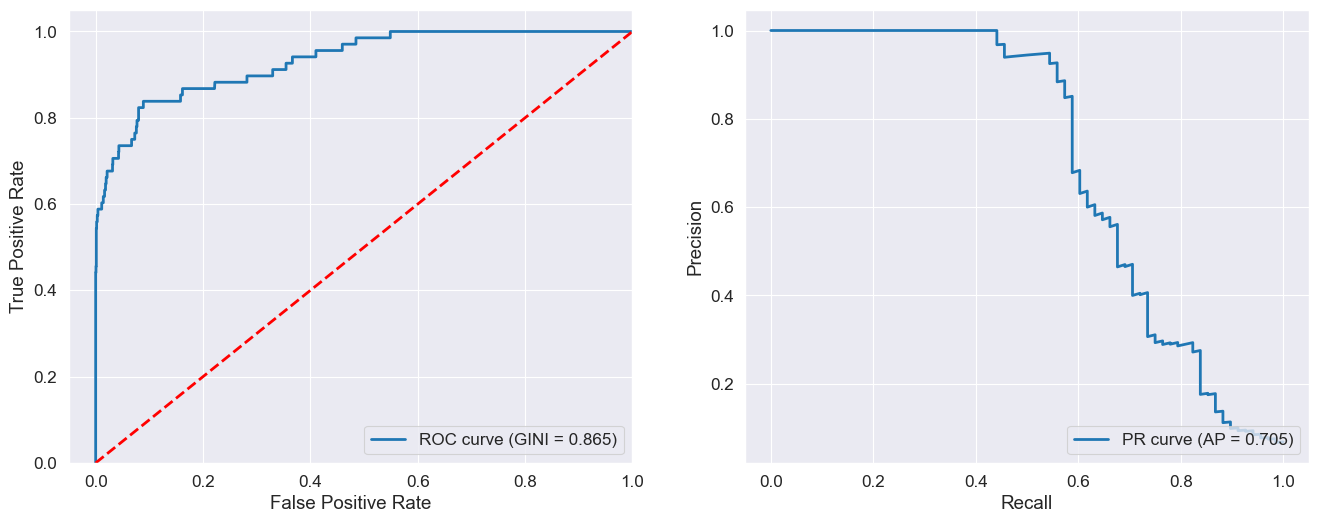 1.0
0.8
0.6
0.4
0.2
0.0
True Positive Rate
0.0 0.2 0.4 0.6 0.8 1.0
False Positive Rate
ROC curve (GINI = 0.865)
1.0
0.8
0.6
0.4
0.2
Precision
0.0 0.2 0.4 0.6 0.8 1.0
Recall
PR curve (AP = 0.705)